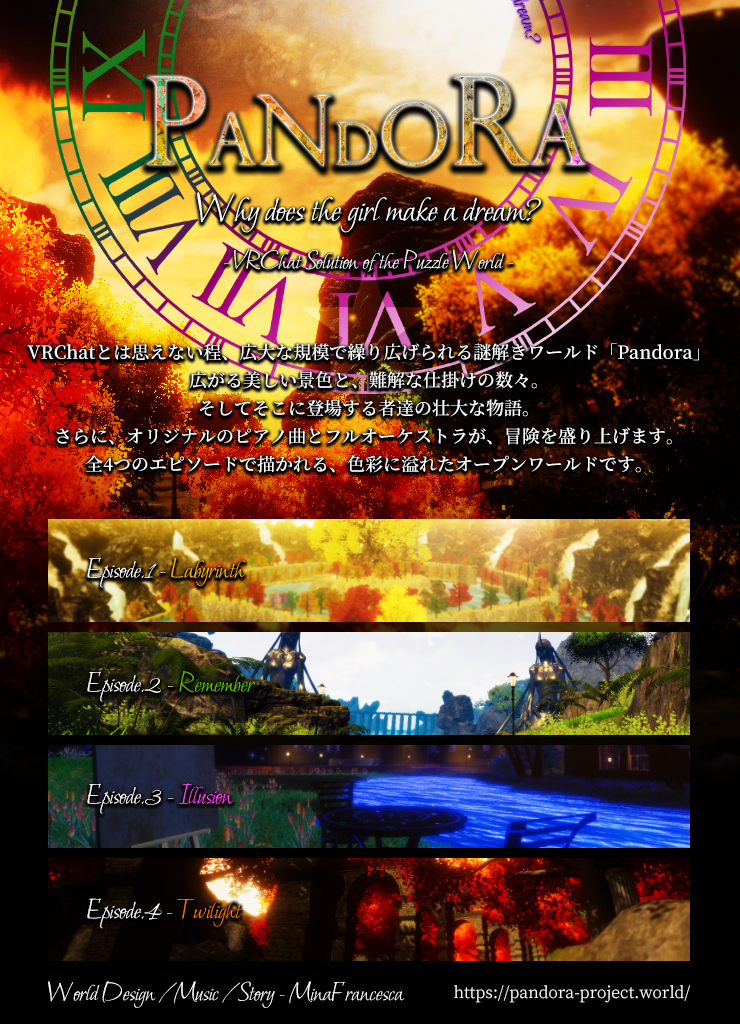 dream?
IX
III
VIII
IV
VII
V
VI
PANDORA
Why does the girl make a dream?
-VRChat Solution of the Puzzle World -
VRChatとは思えない程、広大な規模で繰り広げられる謎解きワールド「Pandora」
広がる美しい景色と、難解な仕掛けの数々。
そしてそこに登場する者達の壮大な物語。
さらに、オリジナルのピアノ曲とフルオーケストラが、冒険を盛り上げます。
全4つのエピソードで描かれる、色彩に溢れたオープンワールドです。
Episode.1 - Labyrinth
Episode.2 - Remember
Episode.3 - Illusion
Episode.4 - Twilight
World Design / Music / Story - MinaFrancesca
https://pandora-project.world/